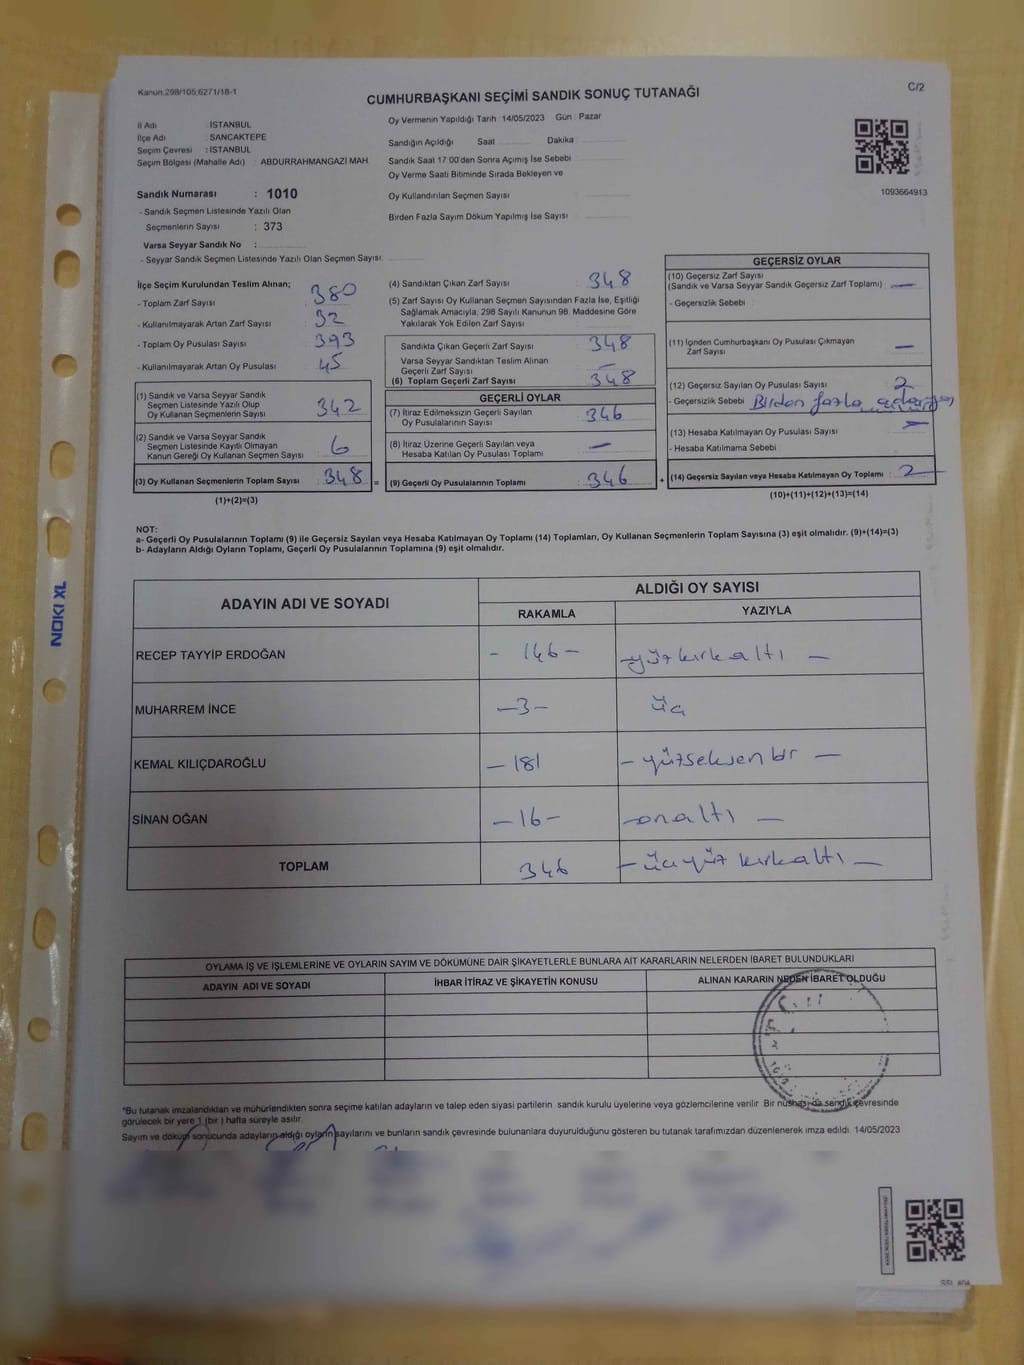 Kanun.298/105,6271/18-1
C/2
CUMHURBAŞKANI SEÇİMİ SANDIK SONUÇ TUTANAĞI
İl Adı : İSTANBUL
İlçe Adı : SANCAKTEPE
Seçim Çevresi : İSTANBUL
Seçim Bölgesi (Mahalle Adı) : ABDURRAHMANGAZİ MAH.
Sandık Numarası : 1010
- Sandık Seçmen Listesinde Yazılı Olan
Seçmenlerin Sayısı : 373
Varsa Seyyar Sandık No :
- Seyyar Sandık Seçmen Listesinde Yazılı Olan Seçmen Sayısı:
Oy Vermenin Yapıldığı Tarih : 14/05/2023 Gün : Pazar
Sandığın Açıldığı Saat Dakika
Sandık Saat 17:00'den Sonra Açımış İse Sebebi
Oy Verme Saati Bitiminde Sırada Bekleyen ve
Oy Kullandırılan Seçmen Sayısı
Birden Fazla Sayım Döküm Yapılmış İse Sayısı
1093664913
İlçe Seçim Kurulundan Teslim Alınan;
- Toplam Zarf Sayısı : 380
- Kullanılmayarak Artan Zarf Sayısı : 32
- Toplam Oy Pusulası Sayısı : 393
- Kullanılmayarak Artan Oy Pusulası : 45
(1) Sandık ve Varsa Seyyar Sandık
Seçmen Listesinde Yazılı Olup
Oy Kullanan Seçmenlerin Sayısı : 342
(2) Sandık ve Varsa Seyyar Sandık
Seçmen Listesinde Kayıtlı Olmayan
Kanun Gereği Oy Kullanan Seçmen Sayısı : 6
(3) Oy Kullanan Seçmenlerin Toplam Sayısı : 348 =
(1)+(2)=(3)
(4) Sandıktan Çıkan Zarf Sayısı : 348
(5) Zarf Sayısı Oy Kullanan Seçmen Sayısından Fazla İse, Eşitliği
Sağlamak Amacıyla, 298 Sayılı Kanunun 98. Maddesine Göre
Yakılarak Yok Edilen Zarf Sayısı
Sandıkta Çıkan Geçerli Zarf Sayısı : 348
Varsa Seyyar Sandıktan Teslim Alınan
Geçerli Zarf Sayısı : —
(6) Toplam Geçerli Zarf Sayısı : 348
GEÇERLİ OYLAR
(7) İtiraz Edilmeksizin Geçerli Sayılan
Oy Pusulalarının Sayısı : 346
(8) İtiraz Üzerine Geçerli Sayılan veya
Hesaba Katılan Oy Pusulası Toplamı : —
(9) Geçerli Oy Pusulalarının Toplamı : 346 +
GEÇERSİZ OYLAR
(10) Geçersiz Zarf Sayısı
(Sandık ve Varsa Seyyar Sandık Geçersiz Zarf Toplamı) : —
- Geçersizlik Sebebi :
(11) İçinden Cumhurbaşkanı Oy Pusulası Çıkmayan
Zarf Sayısı : —
(12) Geçersiz Sayılan Oy Pusulası Sayısı : 2
- Geçersizlik Sebebi : Birden fazla
(13) Hesaba Katılmayan Oy Pusulası Sayısı : —
- Hesaba Katılmama Sebebi :
(14) Geçersiz Sayılan veya Hesaba Katılmayan Oy Toplamı : 2
(10)+(11)+(12)+(13)=(14)
NOT:
a- Geçerli Oy Pusulalarının Toplamı (9) ile Geçersiz Sayılan veya Hesaba Katılmayan Oy Toplamı (14) Toplamları, Oy Kullanan Seçmenlerin Toplam Sayısına (3) eşit olmalıdır. (9)+(14)=(3)
b- Adayların Aldığı Oyların Toplamı, Geçerli Oy Pusulalarının Toplamına (9) eşit olmalıdır.
ADAYIN ADI VE SOYADI
ALDIĞI OY SAYISI
RAKAMLA YAZIYLA
RECEP TAYYİP ERDOĞAN - 146 - - yüz kırk altı -
MUHARREM İNCE - 3 - üç
KEMAL KILIÇDAROĞLU - 181 - yüzseksen bir -
SİNAN OĞAN - 16 - - onaltı -
TOPLAM 346 - üçyüz kırkaltı -
OYLAMA İŞ VE İŞLEMLERİNE VE OYLARIN SAYIM VE DÖKÜMÜNE DAİR ŞİKAYETLERLE BUNLARA AİT KARARLARIN NELERDEN İBARET BULUNDUKLARI
ADAYIN ADI VE SOYADI İHBAR İTİRAZ VE ŞİKAYETİN KONUSU ALINAN KARARIN NEDEN İBARET OLDUĞU
*Bu tutanak imzalandıktan ve mühürlendikten sonra seçime katılan adayların ve talep eden siyasi partilerin sandık kurulu üyelerine veya gözlemcilerine verilir. Bir nüshası da sandık çevresinde
görülecek bir yere 1 (bir) hafta süreyle asılır.
Sayım ve döküm sonucunda adayların aldığı oyların sayılarını ve bunların sandık çevresinde bulunanlara duyurulduğunu gösteren bu tutanak tarafımızdan düzenlenerek imza edildi. 14/05/2023
NOKI XL